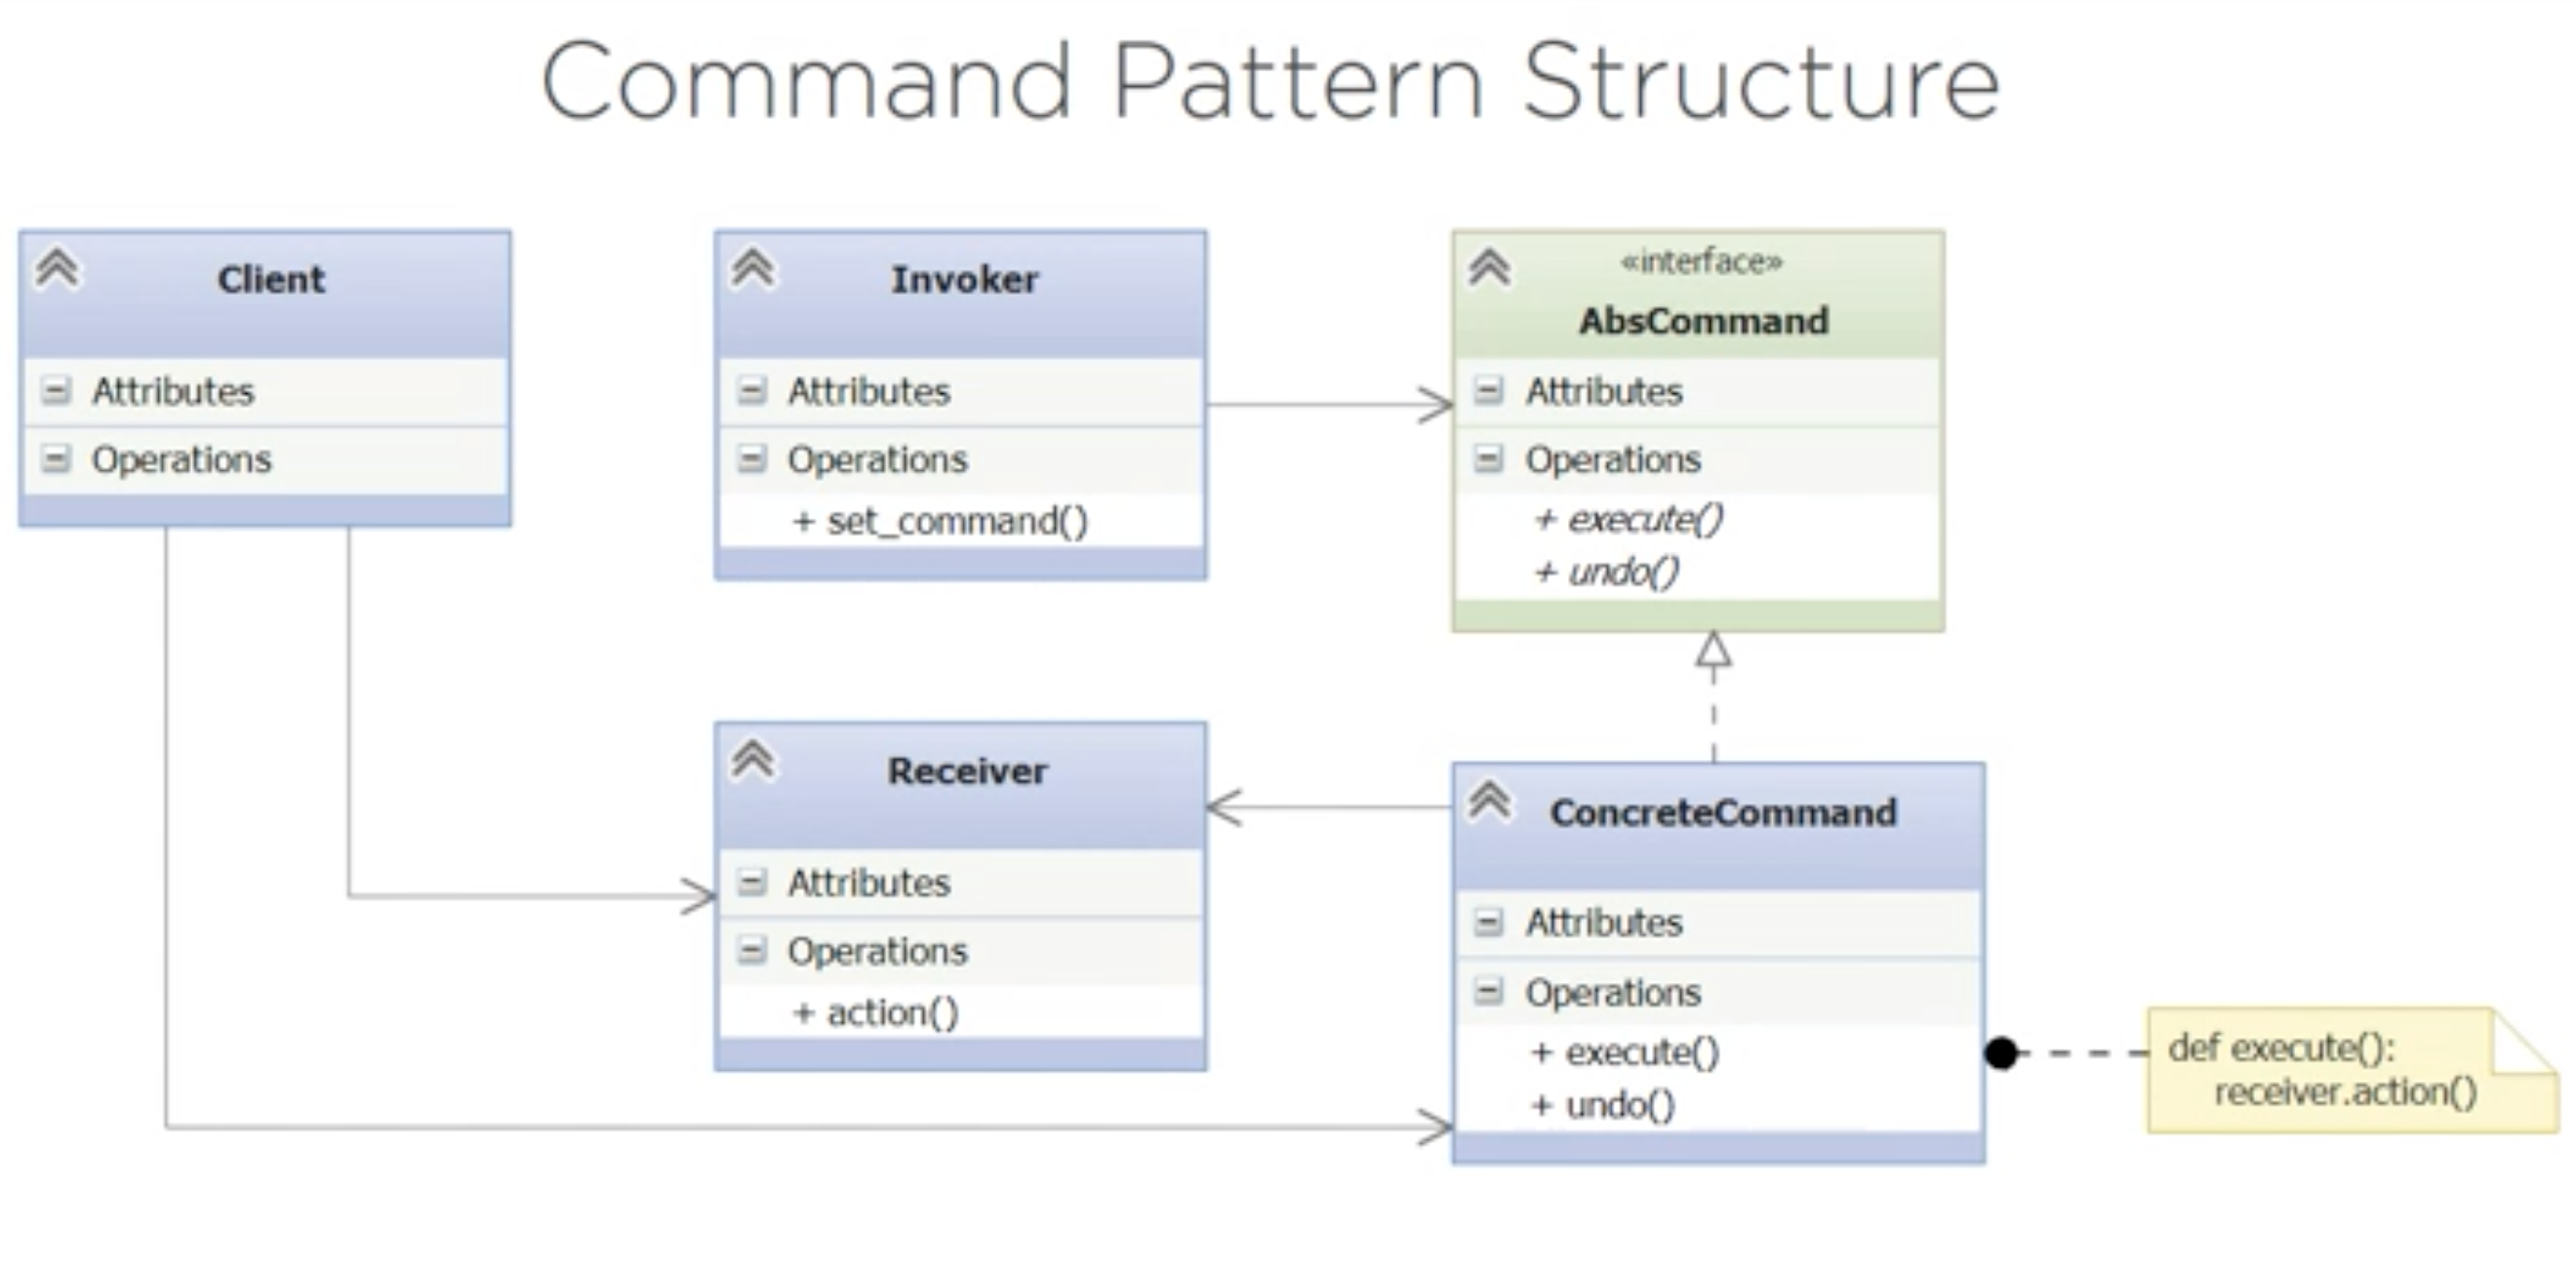 Command Pattern Structure
Client
Attributes
Operations
Invoker
Attributes
Operations
+ set_command()
«interface»
AbsCommand
Attributes
Operations
+ execute()
+ undo()
Receiver
Attributes
Operations
+ action()
ConcreteCommand
Attributes
Operations
+ execute()
+ undo()
def execute():
receiver.action()